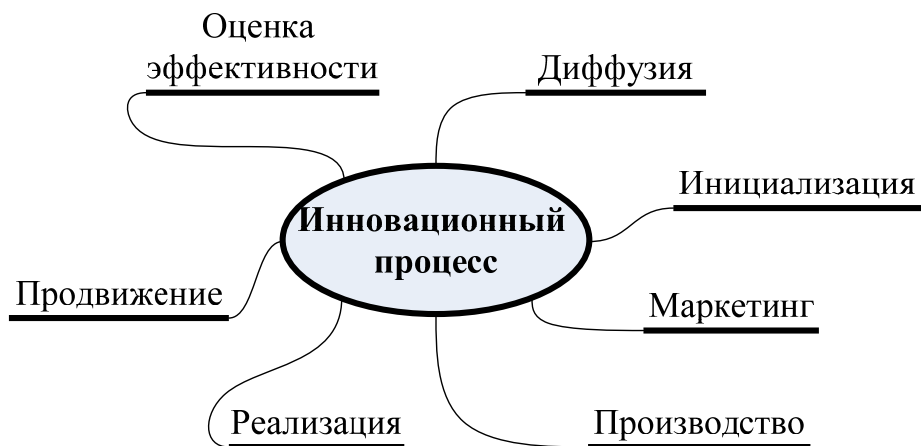 Оценка
эффективности
Диффузия
Инициализация
Инновационный
процесс
Продвижение
Маркетинг
Реализация
Производство